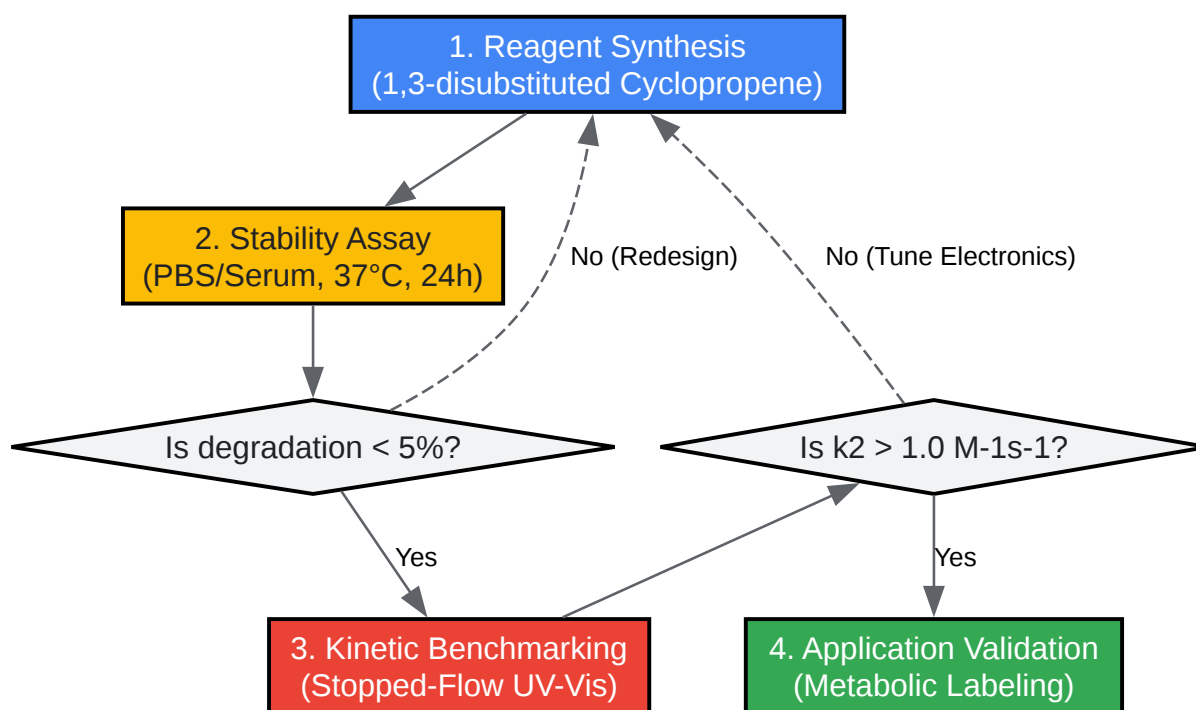 1. Reagent Synthesis
(1,3-disubstituted Cyclopropene)
2. Stability Assay
(PBS/Serum, 37°C, 24h)
No (Redesign)
No (Tune Electronics)
Is degradation < 5%?
Is k2 > 1.0 M-1s-1?
Yes
Yes
3. Kinetic Benchmarking
(Stopped-Flow UV-Vis)
4. Application Validation
(Metabolic Labeling)